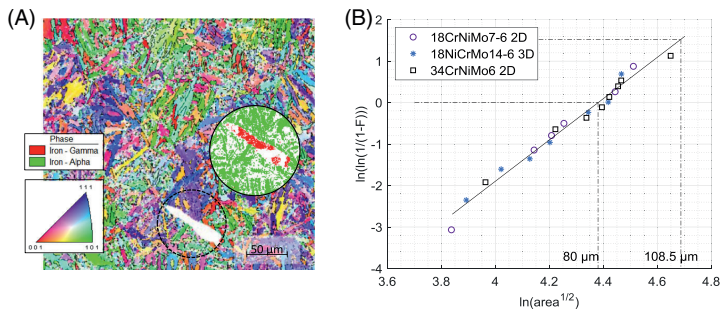 (A)
Phase
Iron - Gamma
Iron - Alpha
1 1 1
0 0 1
1 0 1
50 µm
(B)
18CrNiMo7-6 2D
18NiCrMo14-6 3D
34CrNiMo6 2D
ln(ln(1/(1-F)))
2
1
0
-1
-2
-3
-4
80 µm
108.5 µm
3.6
3.8
4
4.2
4.4
4.6
4.8
ln(area^1/2)